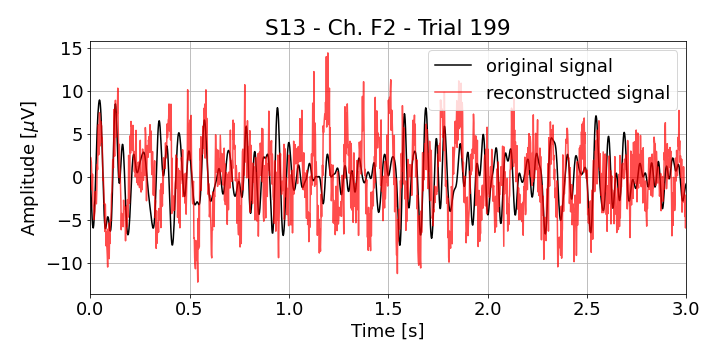 S13 - Ch. F2 - Trial 199
original signal
reconstructed signal
Amplitude [μV]
15
10
5
0
−5
−10
0.0 0.5 1.0 1.5 2.0 2.5 3.0
Time [s]